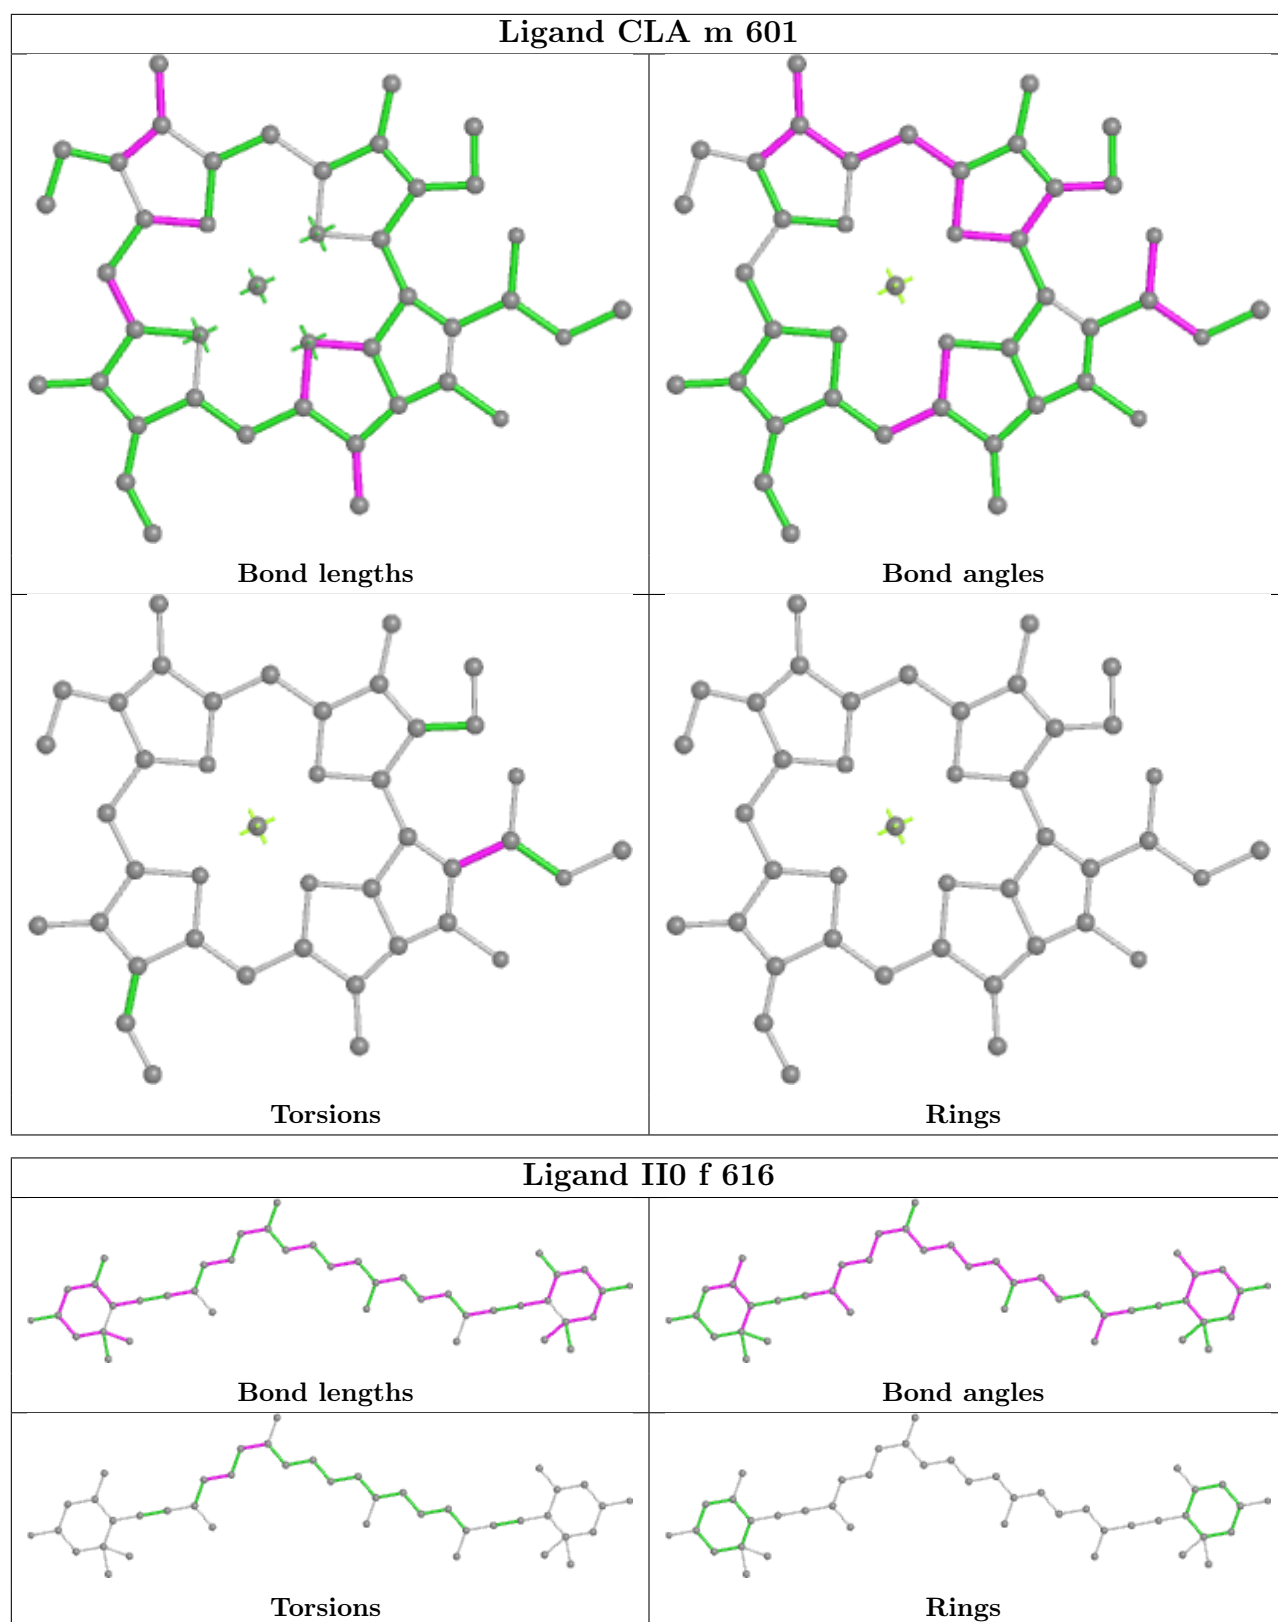 Ligand CLA m 601
Bond lengths
Bond angles
Torsions
Rings
Ligand II0 f 616
Bond lengths
Bond angles
Torsions
Rings